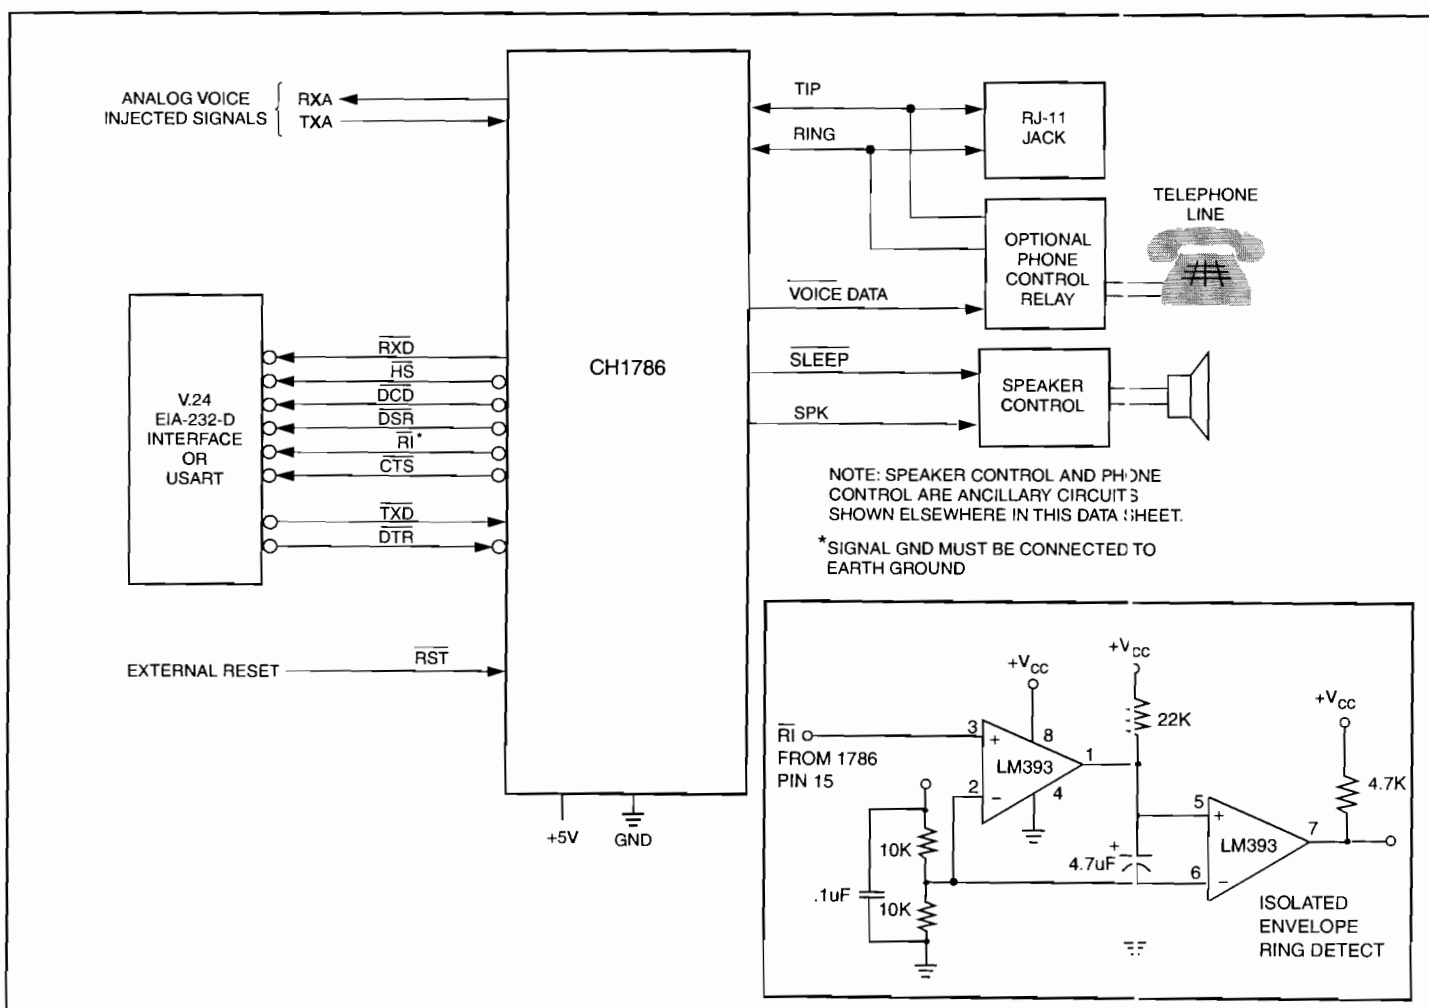 ANALOG VOICE
INJECTED SIGNALS
RXA
TXA
TIP
RING
RJ-11
JACK
TELEPHONE
LINE
OPTIONAL
PHONE
CONTROL
RELAY
VOICE DATA
SLEEP
SPK
SPEAKER
CONTROL
CH1786
V.24
EIA-232-D
INTERFACE
OR
USART
RXD
HS
DCD
DSR
RI*
CTS
TXD
DTR
EXTERNAL RESET
RST
+5V
GND
NOTE: SPEAKER CONTROL AND PHONE
CONTROL ARE ANCILLARY CIRCUITS
SHOWN ELSEWHERE IN THIS DATA SHEET.
*SIGNAL GND MUST BE CONNECTED TO
EARTH GROUND
RI
FROM 1786
PIN 15
+VCC
3
+
8
LM393
1
2
−
4
10K
.1uF
10K
+VCC
22K
+
4.7uF
5
+
LM393
7
6
−
+VCC
4.7K
ISOLATED
ENVELOPE
RING DETECT